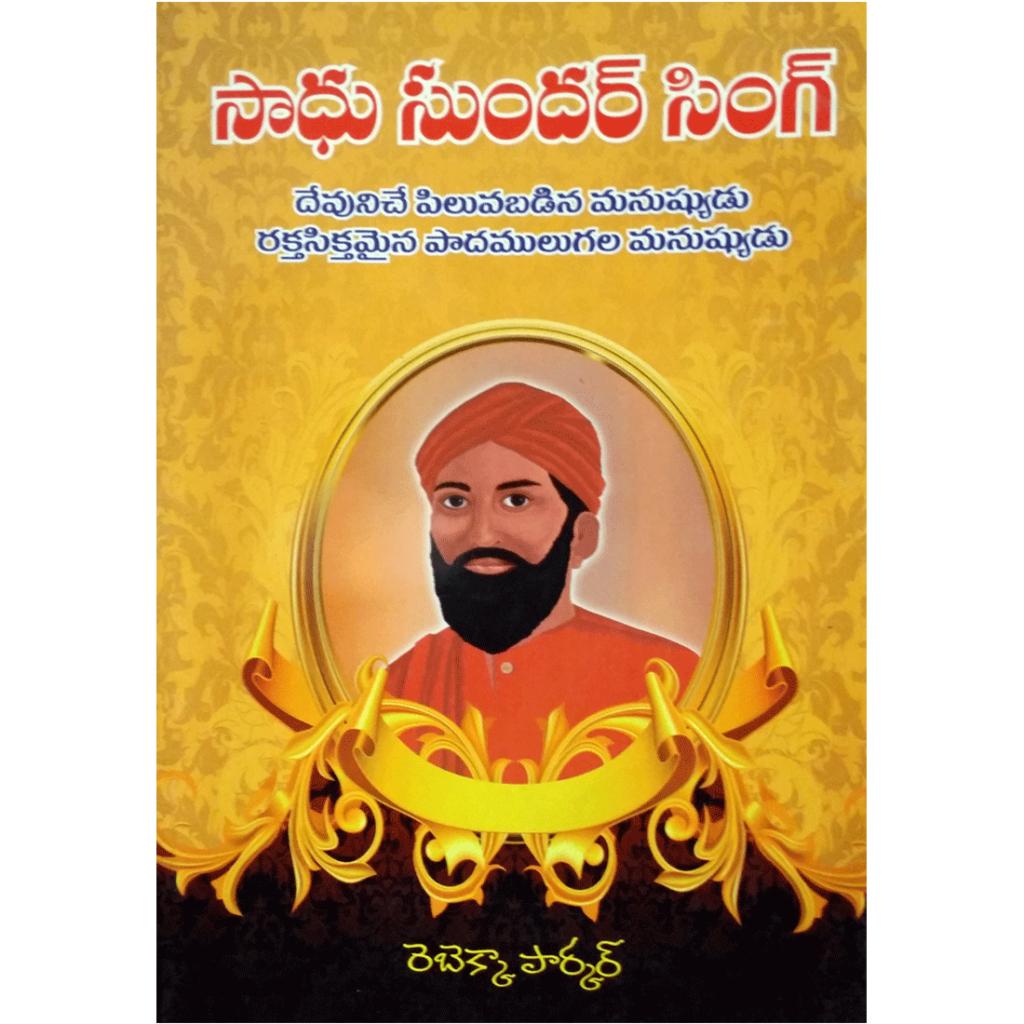 సాధు సుందర్ సింగ్
దేవునిచే పిలువబడిన మనుష్యుడు
రక్తసిక్తమైన పాదములుగల మనుష్యుడు
రెబెక్కా పార్కర్